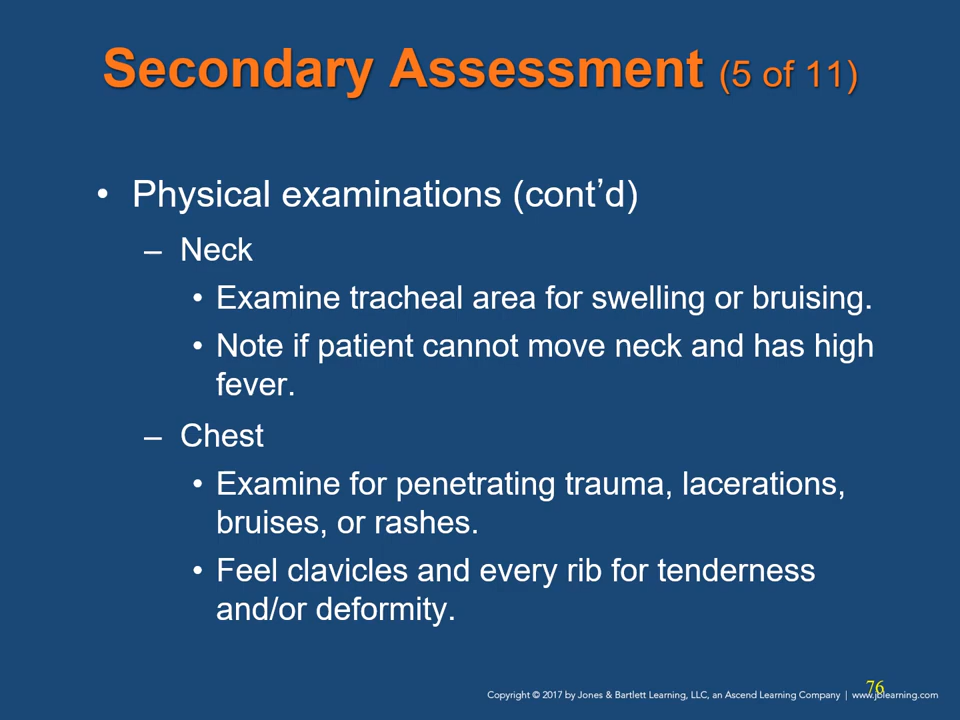 Secondary Assessment (5 of 11)
• Physical examinations (cont’d)
– Neck
• Examine tracheal area for swelling or bruising.
• Note if patient cannot move neck and has high
fever.
– Chest
• Examine for penetrating trauma, lacerations,
bruises, or rashes.
• Feel clavicles and every rib for tenderness
and/or deformity.
76
Copyright © 2017 by Jones & Bartlett Learning, LLC, an Ascend Learning Company | www.jblearning.com